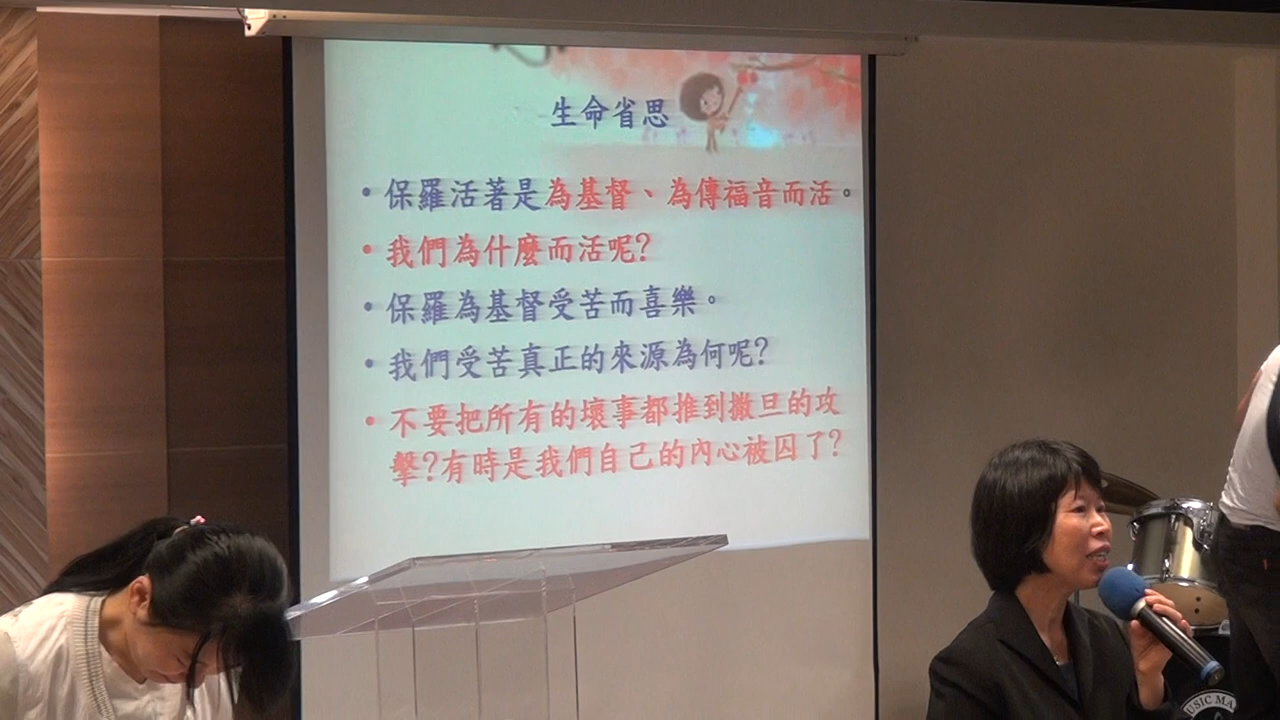 生命省思
•保羅活著是為基督、為傳福音而活。
•我們為什麼而活呢?
•保羅為基督受苦而喜樂。
•我們受苦真正的來源為何呢?
•不要把所有的壞事都推到撒旦的攻
擊?有時是我們自己的內心被囚了?
USIC MA